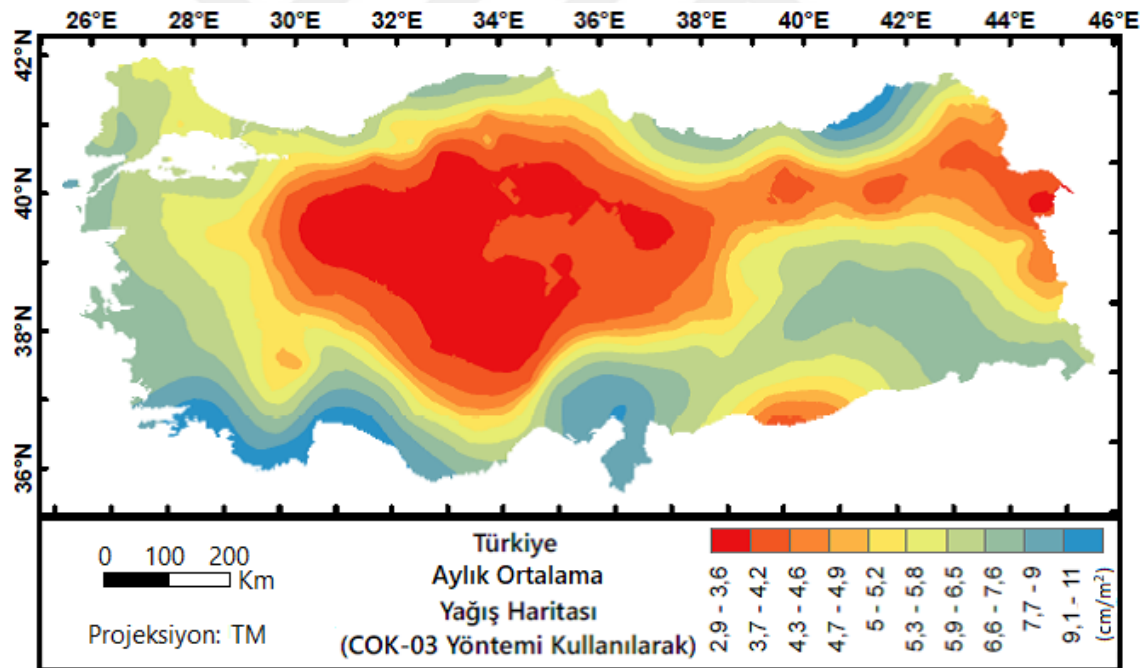 26°E 28°E 30°E 32°E 34°E 36°E 38°E 40°E 42°E 44°E 46°E
42°N
40°N
38°N
36°N
0 100 200
Km
Projeksiyon: TM
Türkiye
Aylık Ortalama
Yağış Haritası
(COK-03 Yöntemi Kullanılarak)
2,9 - 3,6
3,7 - 4,2
4,3 - 4,6
4,7 - 4,9
5 - 5,2
5,3 - 5,8
5,9 - 6,5
6,6 - 7,6
7,7 - 9
9,1 - 11
(cm/m²)